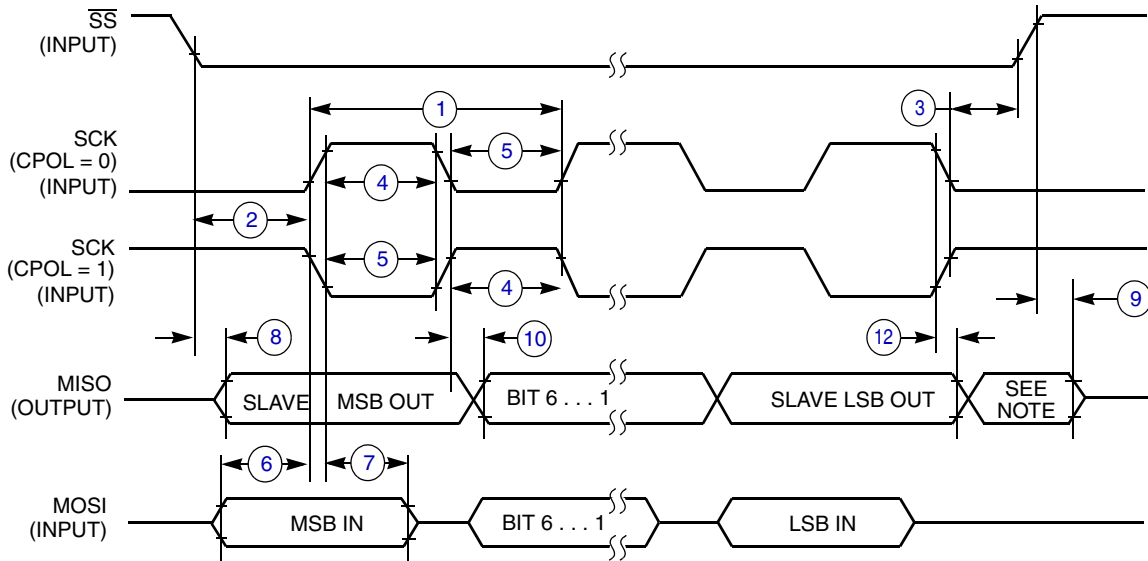 SS
(INPUT)
1
3
SCK
(CPOL = 0)
(INPUT)
5
4
2
SCK
(CPOL = 1)
(INPUT)
5
4
9
8
10
12
MISO
(OUTPUT)
SLAVE MSB OUT
BIT 6 . . . 1
SLAVE LSB OUT
SEE
NOTE
6
7
MOSI
(INPUT)
MSB IN
BIT 6 . . . 1
LSB IN